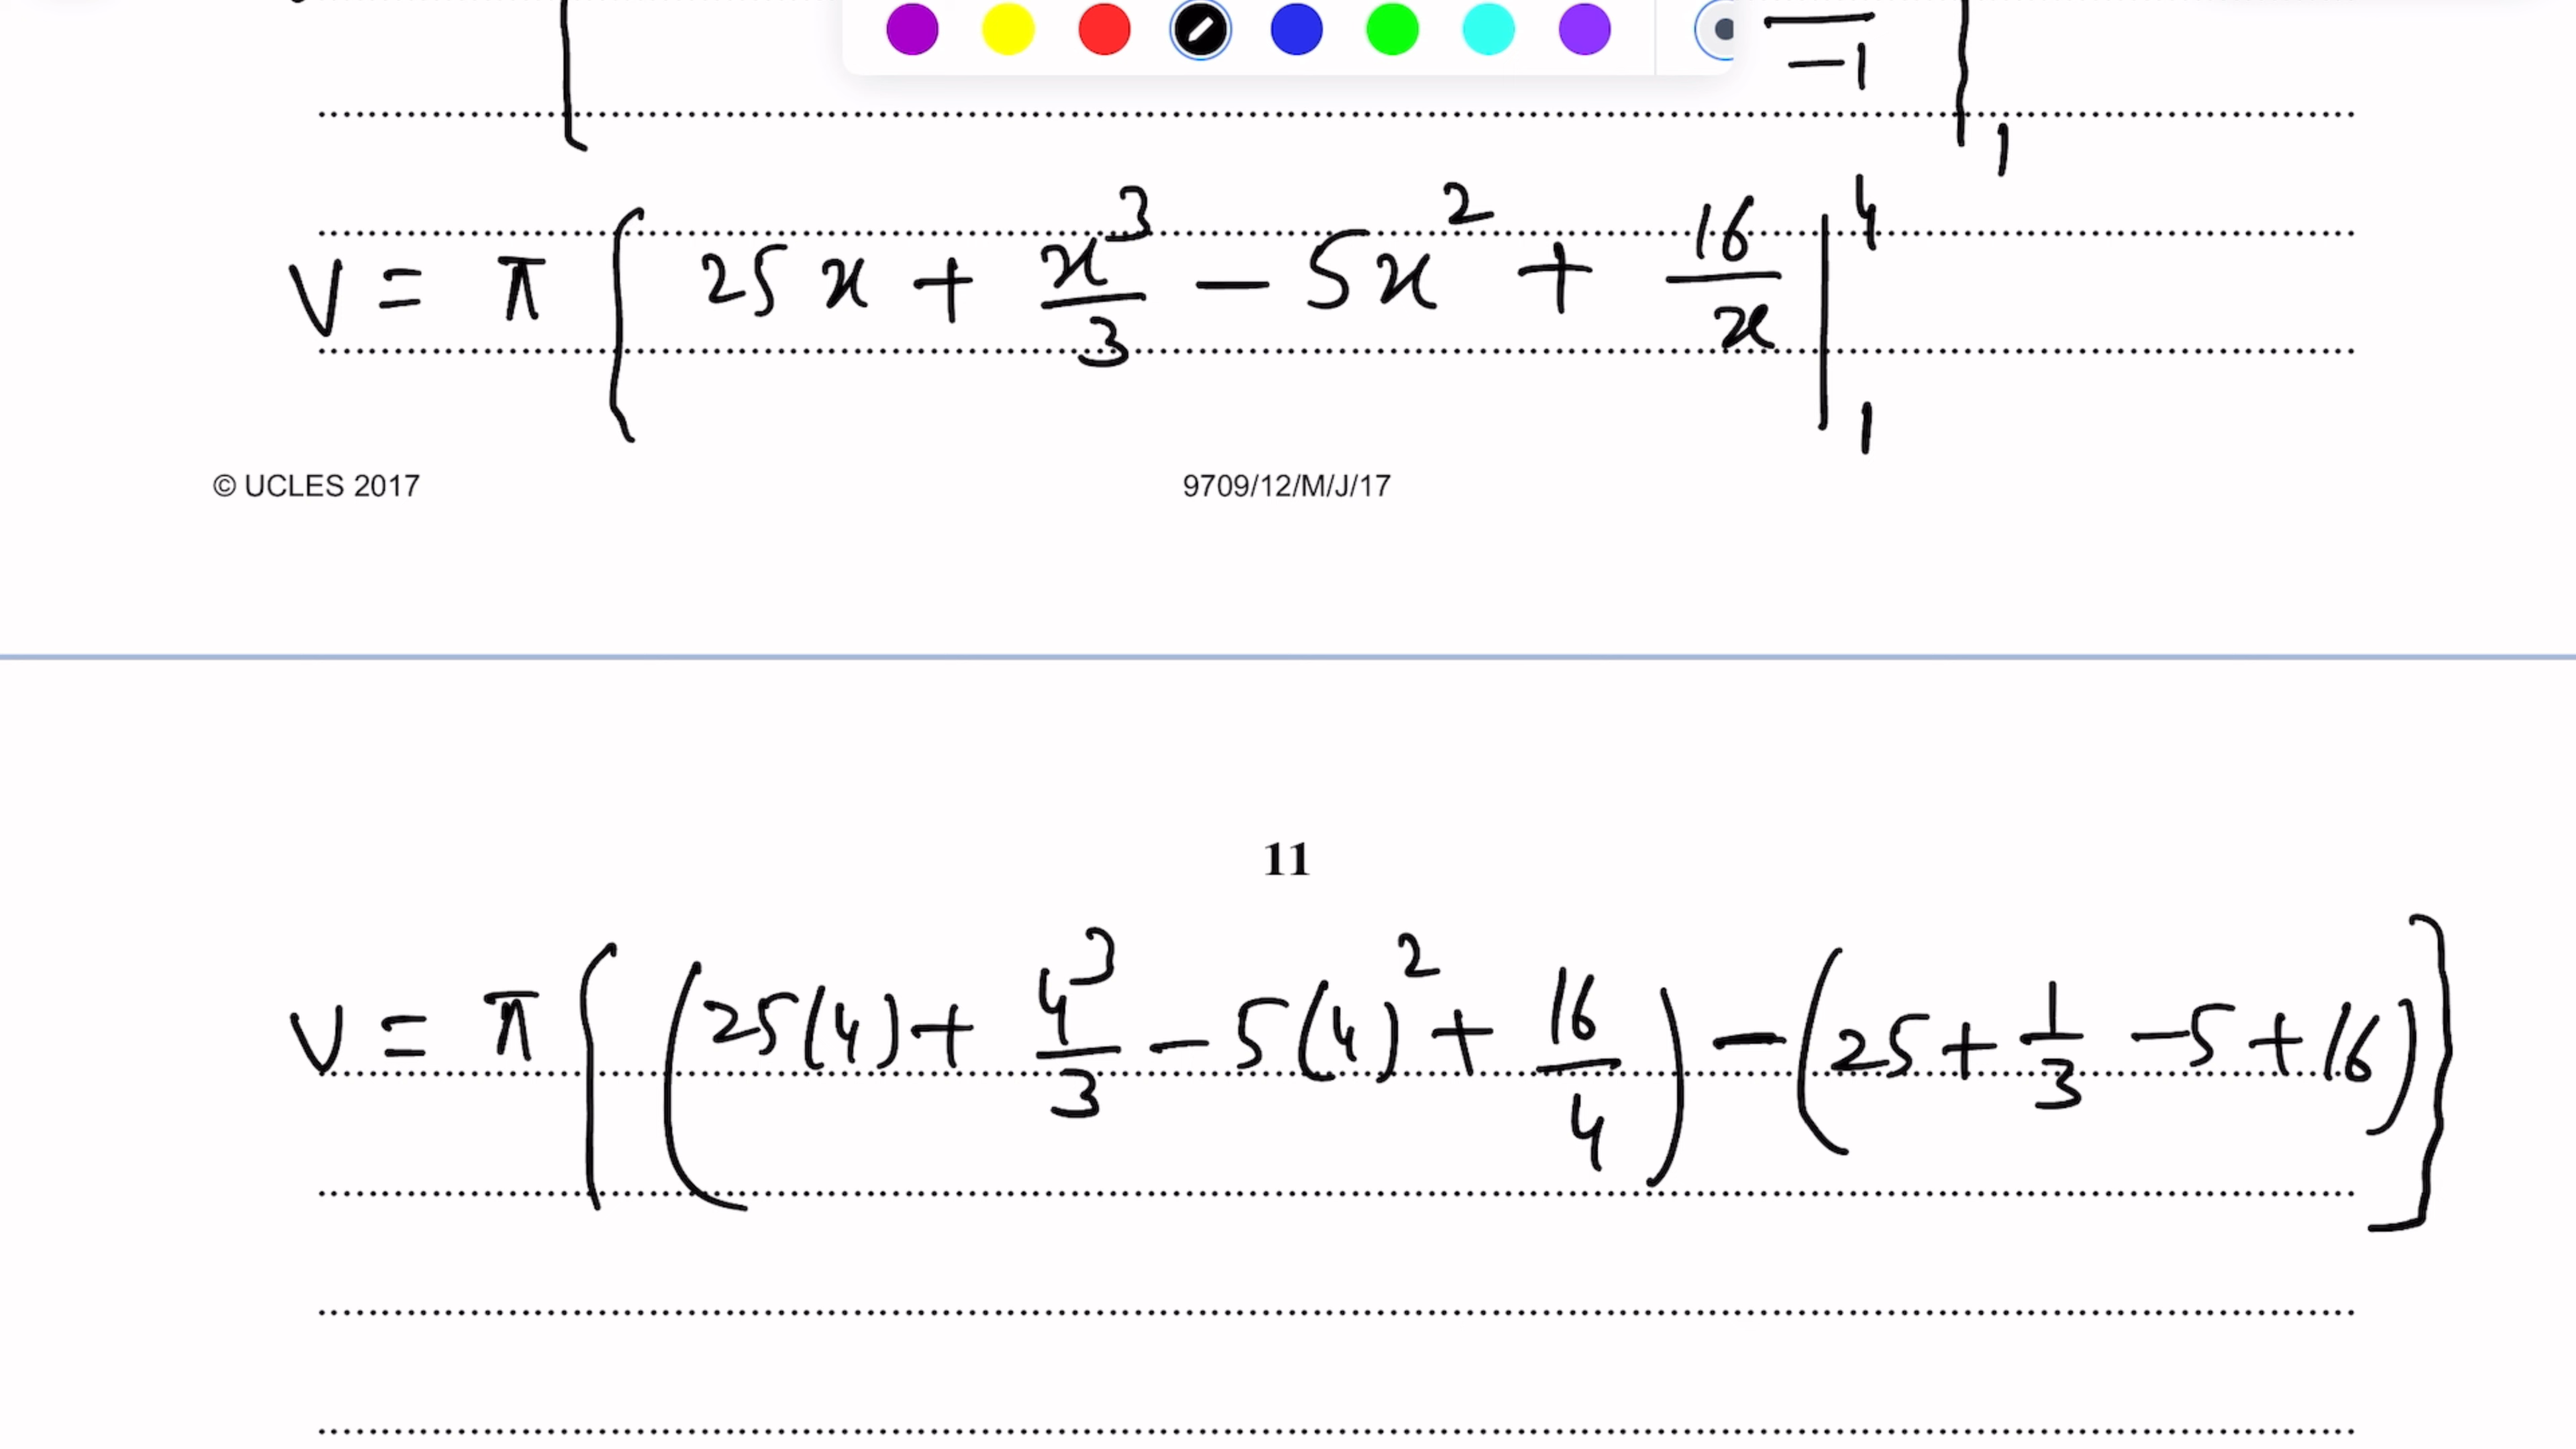 -1
1
V = π [ 25x + x³/3 − 5x² + 16/x |₁⁴
© UCLES 2017 9709/12/M/J/17
11
V = π [ (25(4) + 4³/3 − 5(4)² + 16/4) − (25 + 1/3 − 5 + 16) ]